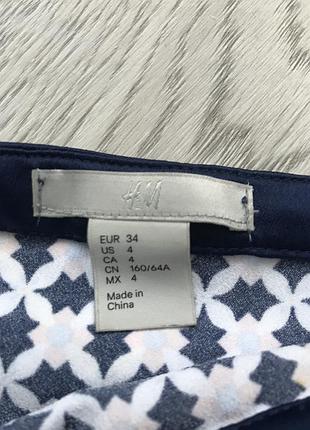 H&M
EUR 34
US 4
CA 4
CN 160/64A
MX 4
Made in
China